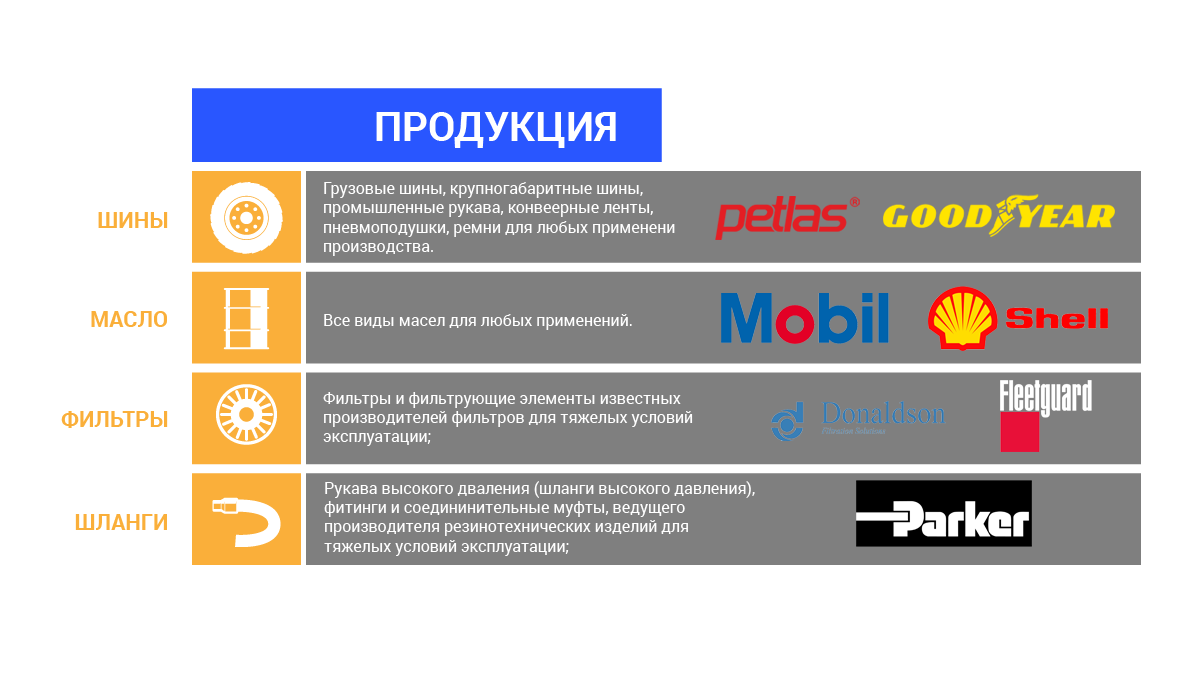 ПРОДУКЦИЯ
ШИНЫ
Грузовые шины, крупногабаритные шины,
промышленные рукава, конвеерные ленты,
пневмоподушки, ремни для любых применени
производства.
petlas®
GOODYEAR
МАСЛО
Все виды масел для любых применений.
Mobil
Shell
ФИЛЬТРЫ
Фильтры и фильтрующие элементы известных
производителей фильтров для тяжелых условий
эксплуатации;
Donaldson
Fleetguard
ШЛАНГИ
Рукава высокого дваления (шланги высокого давления),
фитинги и соедининительные муфты, ведущего
производителя резинотехнических изделий для
тяжелых условий эксплуатации;
Parker